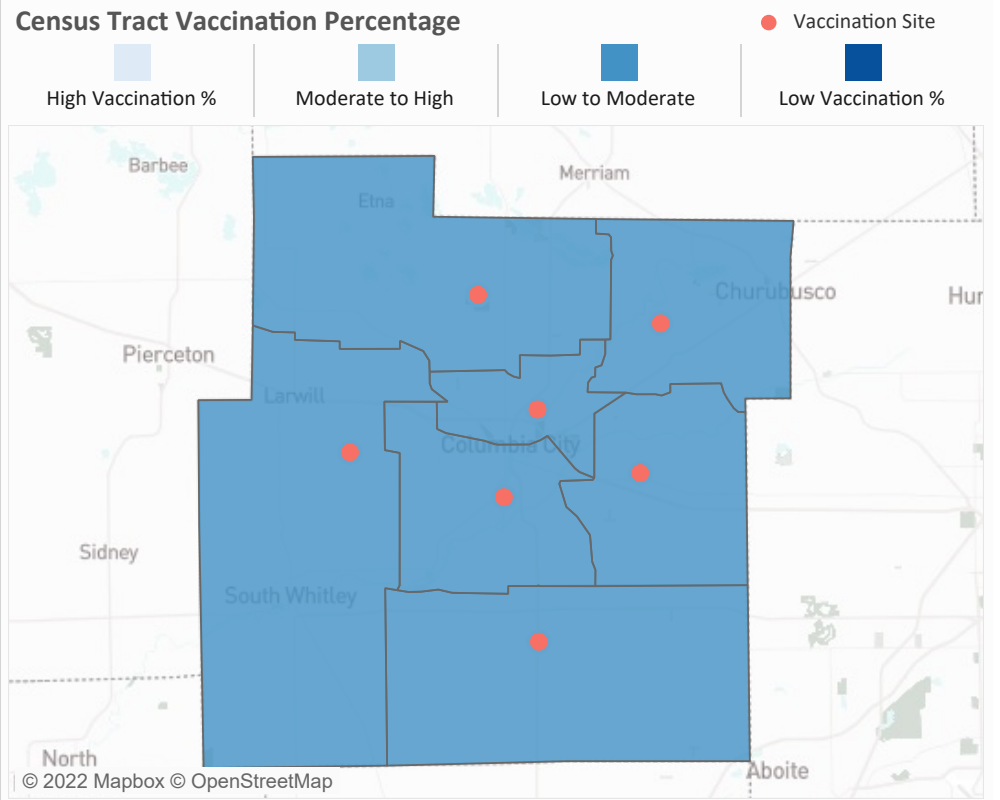 Census Tract Vaccination Percentage
Vaccination Site
High Vaccination %
Moderate to High
Low to Moderate
Low Vaccination %
Barbee
Merriam
Etna
Churubusco
Hur
Pierceton
Larwill
Columbia City
Sidney
South Whitley
North
Aboite
© 2022 Mapbox © OpenStreetMap